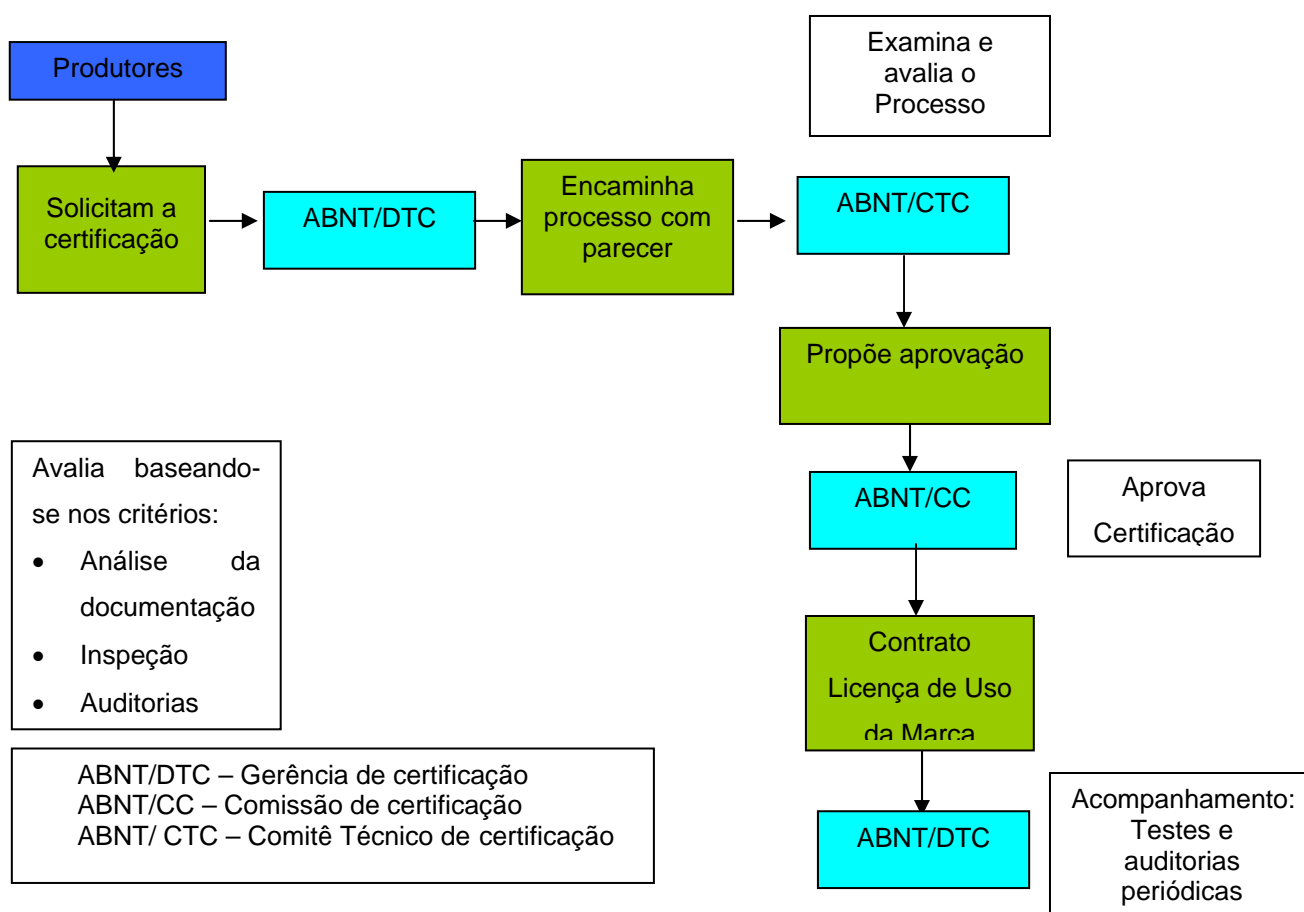 Produtores
Examina e
avalia o
Processo
Solicitam a
certificação
ABNT/DTC
Encaminha
processo com
parecer
ABNT/CTC
Propõe aprovação
Avalia baseando-
se nos critérios:
• Análise da
documentação
• Inspeção
• Auditorias
ABNT/CC
Aprova
Certificação
Contrato
Licença de Uso
da Marca
ABNT/DTC – Gerência de certificação
ABNT/CC – Comissão de certificação
ABNT/ CTC – Comitê Técnico de certificação
ABNT/DTC
Acompanhamento:
Testes e
auditorias
periódicas